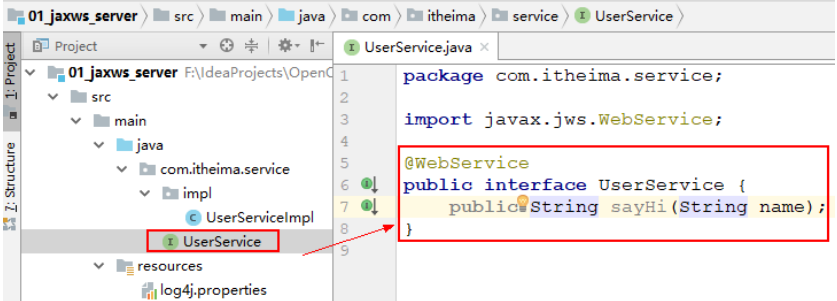 01_jaxws_server src main java com itheima service UserService
Project
UserService.java
1: Project
7: Structure
01_jaxws_server F:\IdeaProjects\OpenC
src
main
java
com.itheima.service
impl
UserServiceImpl
UserService
resources
log4j.properties
1 package com.itheima.service;
2
3 import javax.jws.WebService;
4
5 @WebService
6 public interface UserService {
7 public String sayHi(String name);
8 }
9